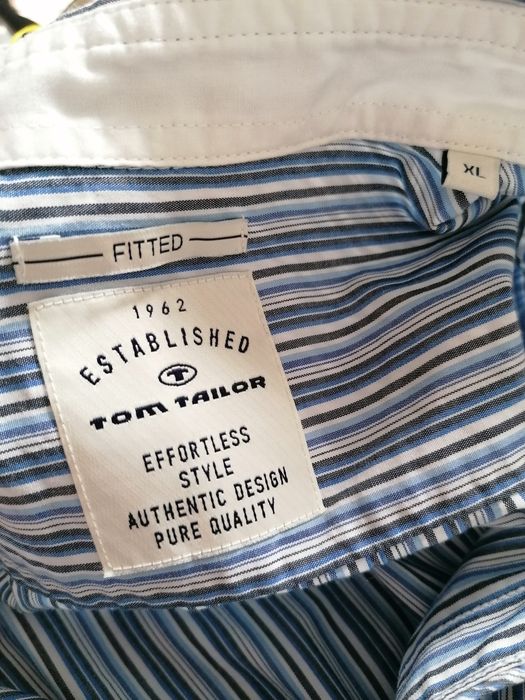 XL
FITTED
1962
ESTABLISHED
T
TOM TAILOR
EFFORTLESS
STYLE
AUTHENTIC DESIGN
PURE QUALITY